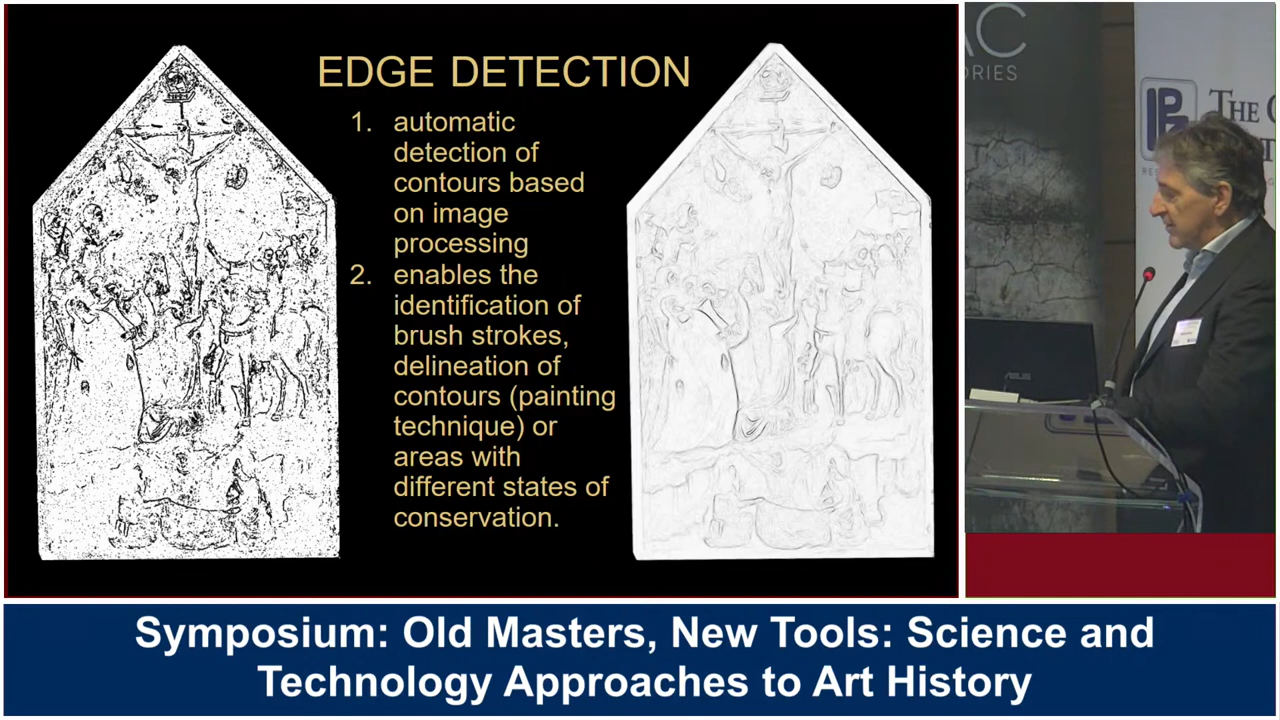 EDGE DETECTION
1. automatic
detection of
contours based
on image
processing
2. enables the
identification of
brush strokes,
delineation of
contours (painting
technique) or
areas with
different states of
conservation.
THE
ASUS
Symposium: Old Masters, New Tools: Science and
Technology Approaches to Art History